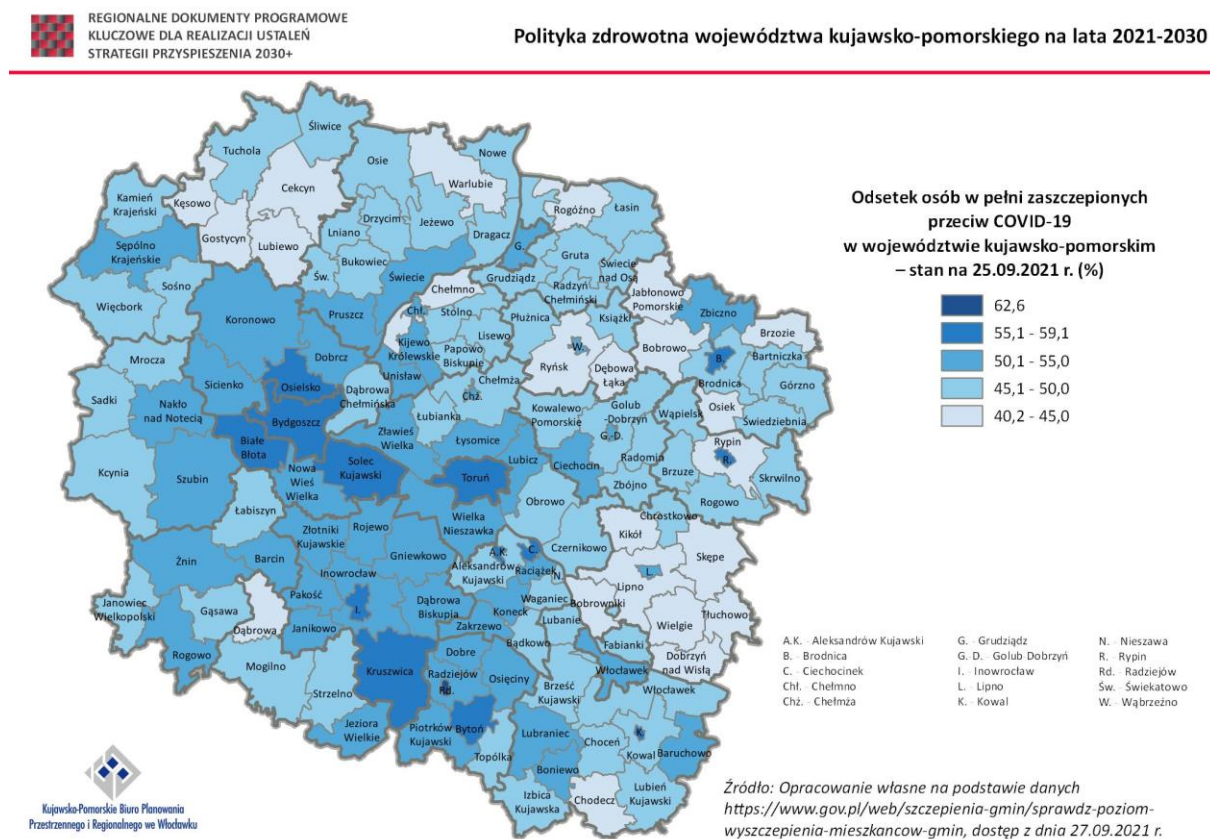 REGIONALNE DOKUMENTY PROGRAMOWE
KLUCZOWE DLA REALIZACJI USTALEŃ
STRATEGII PRZYSPIESZENIA 2030+
Polityka zdrowotna województwa kujawsko-pomorskiego na lata 2021-2030
Odsetek osób w pełni zaszczepionych
przeciw COVID-19
w województwie kujawsko-pomorskim
– stan na 25.09.2021 r. (%)
62,6
55,1 - 59,1
50,1 - 55,0
45,1 - 50,0
40,2 - 45,0
Śliwice
Tuchola
Osie
Nowe
Warlubie
Cekcyn
Kęsowo
Kamień
Krajeński
Rogóźno
Łasin
Drzycim
Jeżewo
Gostycyn
Lubiewo
Lniano
Dragacz
G.
Sępólno
Krajeńskie
Bukowiec
Gruta
Świecie
nad Osą
Św.
Świecie
Grudziądz
Radzyń
Chełmiński
Sośno
Więcbork
Chełmno
Jabłonowo
Pomorskie
Koronowo
Pruszcz
Chł.
Stolno
Płużnica
Książki
Zbiczno
Brzozie
Kijewo
Królewskie
Lisewo
W.
Bobrowo
B.
Bartniczka
Mrocza
Dobrcz
Papowo
Biskupie
Ryńsk
Dębowa
Łąka
Sicienko
Osielsko
Unisław
Chełmża
Brodnica
Górzno
Sadki
Dąbrowa
Chełmińska
Chż.
Nakło
nad Notecią
Łubianka
Kowalewo
Pomorskie
Golub
-Dobrzyń
Wąpielsk
Osiek
Świedziebnia
Bydgoszcz
Zławieś
Wielka
Łysomice
G.-D.
Rypin
Białe
Błota
Solec
Kujawski
Lubicz
Ciechocin
Radomin
R.
Kcynia
Szubin
Nowa
Wieś
Wielka
Toruń
Brzuze
Skrwilno
Zbójno
Rogowo
Łabiszyn
Obrowo
Chrostkowo
Złotniki
Kujawskie
Rojewo
Wielka
Nieszawka
Kikół
Gniewkowo
Czernikowo
Skępe
Żnin
Barcin
A.K.
C.
Inowrocław
Aleksandrów
Kujawski
Raciążek
L.
N.
Lipno
Janowiec
Wielkopolski
Gąsawa
Pakość
I.
Dąbrowa
Biskupia
Koneck
Waganiec
Bobrowniki
Tłuchowo
Dąbrowa
Janikowo
Zakrzewo
Lubanie
Wielgie
Rogowo
Bądkowo
Fabianki
Dobrzyń
nad Wisłą
Mogilno
Kruszwica
Dobre
Radziejów
Osięciny
Włocławek
Strzelno
Rd.
Brześć
Kujawski
Włocławek
Jeziora
Wielkie
Piotrków
Kujawski
Bytoń
Lubraniec
Choceń
K.
Kowal
Baruchowo
Topólka
Boniewo
Izbica
Kujawska
Chodecz
Lubień
Kujawski
A.K. - Aleksandrów Kujawski
B. - Brodnica
C. - Ciechocinek
Chł. - Chełmno
Chż. - Chełmża
G. - Grudziądz
G.-D. - Golub Dobrzyń
I. - Inowrocław
L. - Lipno
K. - Kowal
N. - Nieszawa
R. - Rypin
Rd. - Radziejów
Św. - Świekatowo
W. - Wąbrzeźno
Kujawsko-Pomorskie Biuro Planowania
Przestrzennego i Regionalnego we Włocławku
Źródło: Opracowanie własne na podstawie danych
https://www.gov.pl/web/szczepienia-gmin/sprawdz-poziom-
wyszczepienia-mieszkancow-gmin, dostęp z dnia 27.09.2021 r.